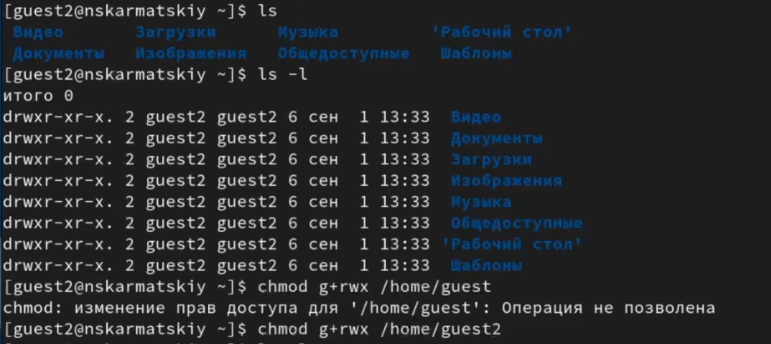 [guest2@nskarmatskiy ~]$ ls
Видео Загрузки Музыка 'Рабочий стол'
Документы Изображения Общедоступные Шаблоны
[guest2@nskarmatskiy ~]$ ls -l
итого 0
drwxr-xr-x. 2 guest2 guest2 6 сен 1 13:33 Видео
drwxr-xr-x. 2 guest2 guest2 6 сен 1 13:33 Документы
drwxr-xr-x. 2 guest2 guest2 6 сен 1 13:33 Загрузки
drwxr-xr-x. 2 guest2 guest2 6 сен 1 13:33 Изображения
drwxr-xr-x. 2 guest2 guest2 6 сен 1 13:33 Музыка
drwxr-xr-x. 2 guest2 guest2 6 сен 1 13:33 Общедоступные
drwxr-xr-x. 2 guest2 guest2 6 сен 1 13:33 'Рабочий стол'
drwxr-xr-x. 2 guest2 guest2 6 сен 1 13:33 Шаблоны
[guest2@nskarmatskiy ~]$ chmod g+rwx /home/guest
chmod: изменение прав доступа для '/home/guest': Операция не позволена
[guest2@nskarmatskiy ~]$ chmod g+rwx /home/guest2